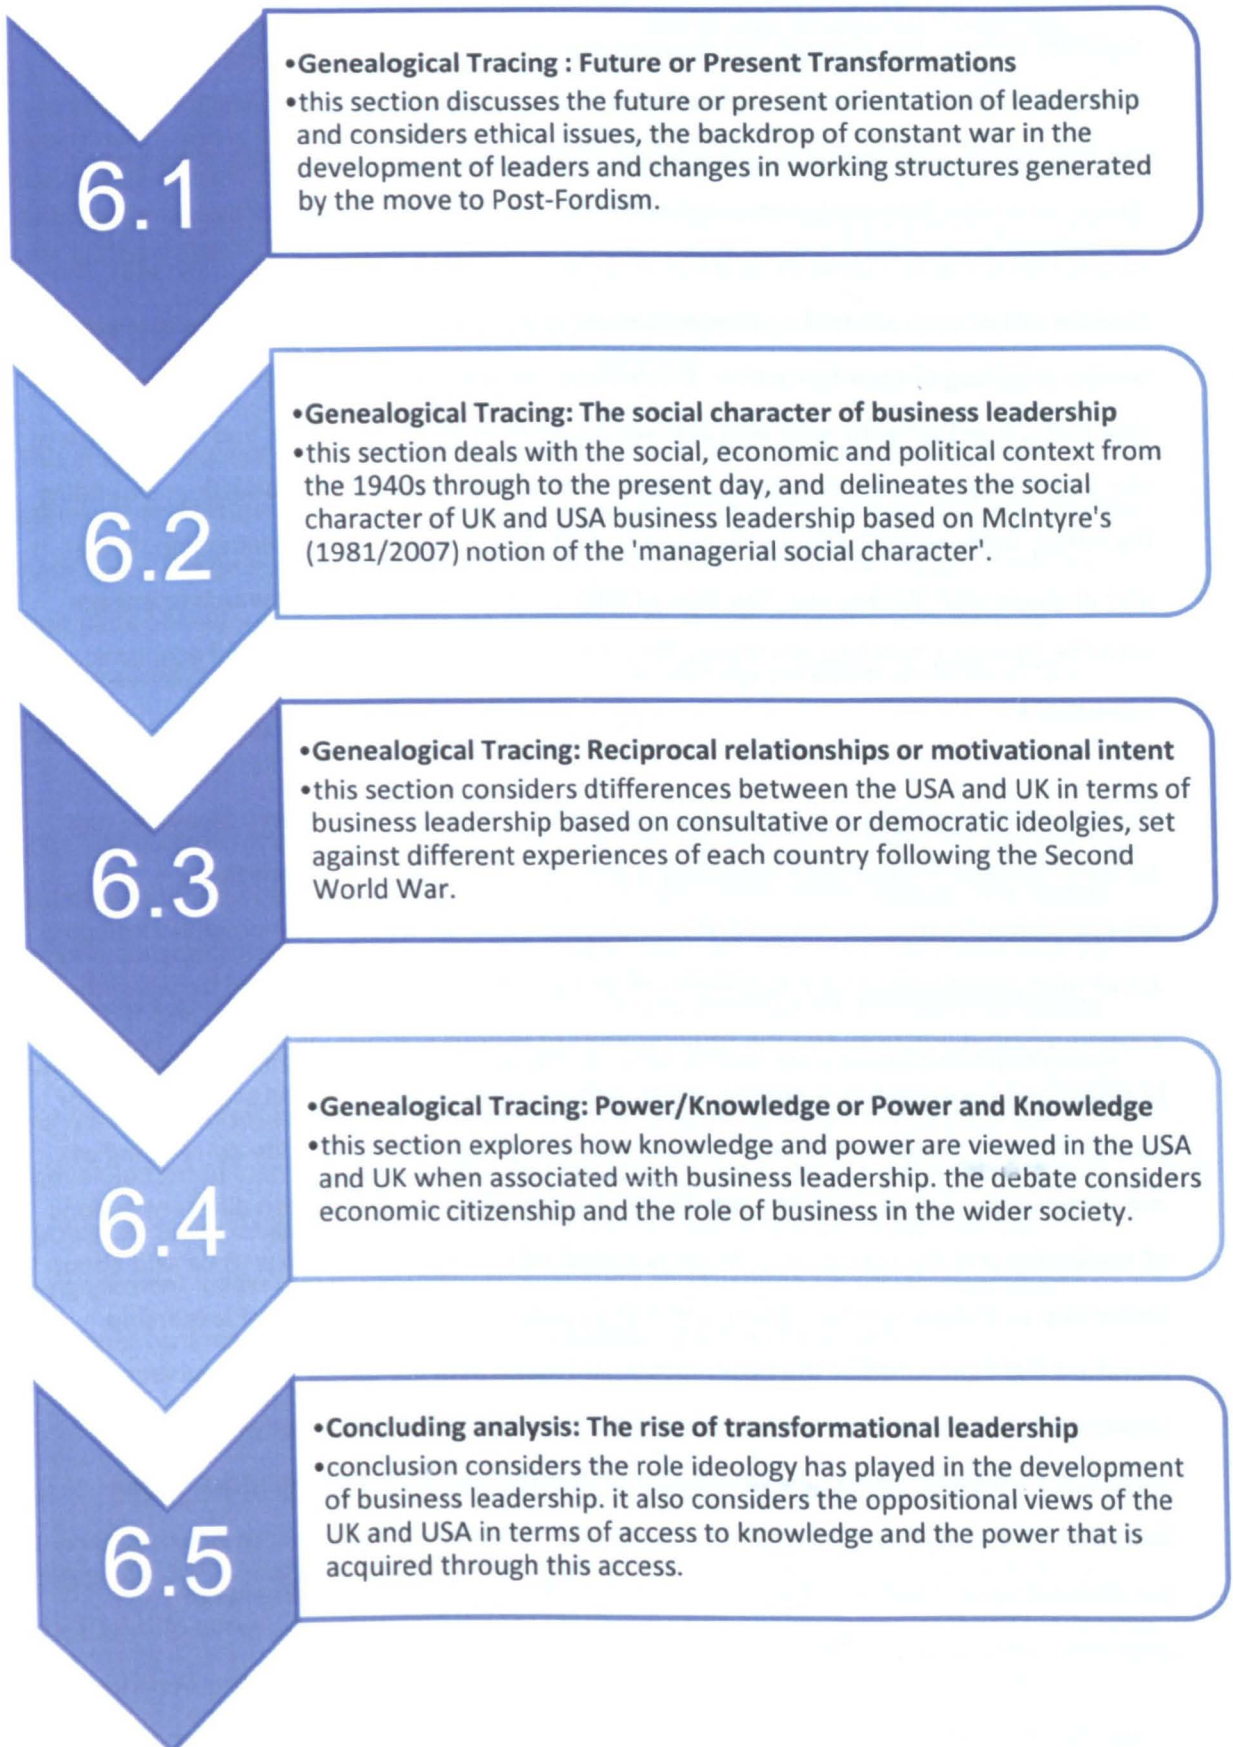 6.1
•Genealogical Tracing : Future or Present Transformations
•this section discusses the future or present orientation of leadership
and considers ethical issues, the backdrop of constant war in the
development of leaders and changes in working structures generated
by the move to Post-Fordism.
6.2
•Genealogical Tracing: The social character of business leadership
•this section deals with the social, economic and political context from
the 1940s through to the present day, and delineates the social
character of UK and USA business leadership based on McIntyre's
(1981/2007) notion of the 'managerial social character'.
6.3
•Genealogical Tracing: Reciprocal relationships or motivational intent
•this section considers dtifferences between the USA and UK in terms of
business leadership based on consultative or democratic ideolgies, set
against different experiences of each country following the Second
World War.
6.4
•Genealogical Tracing: Power/Knowledge or Power and Knowledge
•this section explores how knowledge and power are viewed in the USA
and UK when associated with business leadership. the debate considers
economic citizenship and the role of business in the wider society.
6.5
•Concluding analysis: The rise of transformational leadership
•conclusion considers the role ideology has played in the development
of business leadership. it also considers the oppositional views of the
UK and USA in terms of access to knowledge and the power that is
acquired through this access.